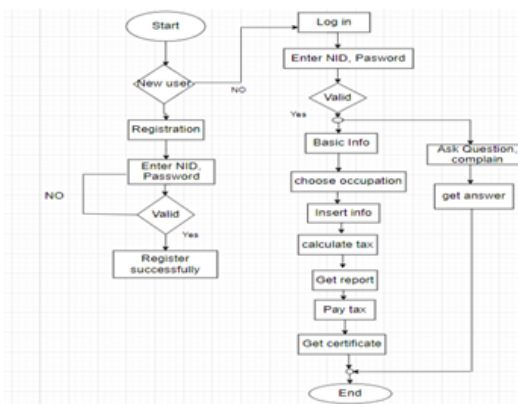 Start
New user
NO
Registration
Enter NID,
Password
NO
Valid
Yes
Register
successfully
Log in
Enter NID, Pasword
Valid
Yes
Basic Info
choose occupation
Insert info
calculate tax
Get report
Pay tax
Get certificate
Ask Question,
complain
get answer
End